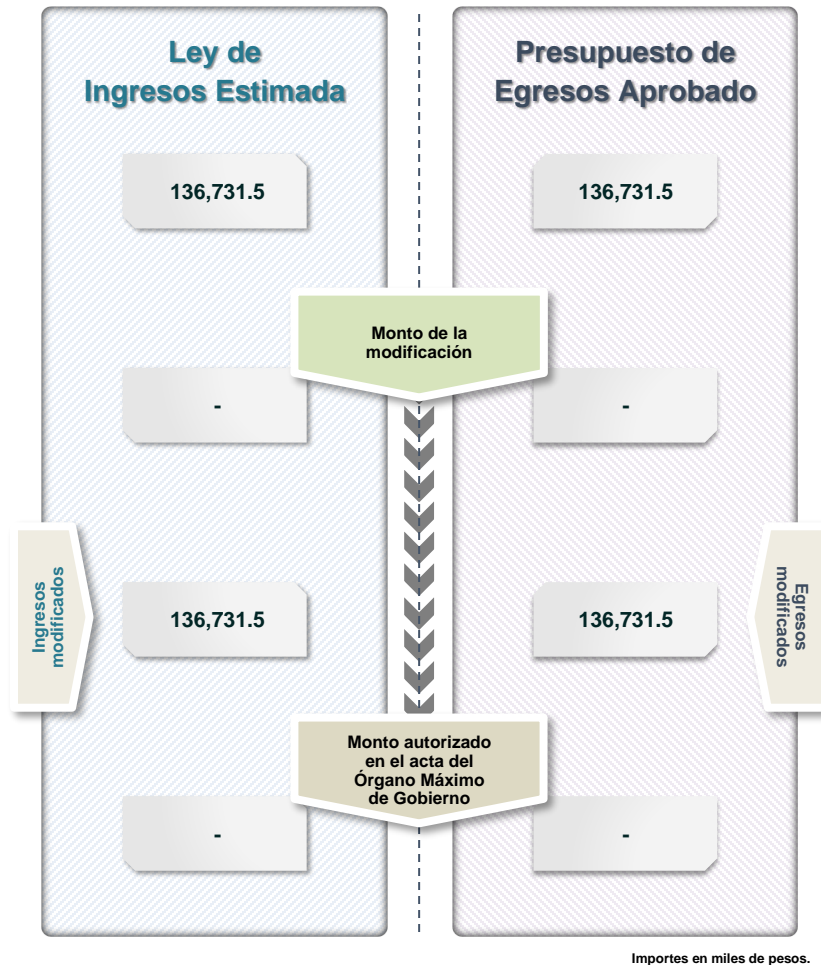 Ley de
Ingresos Estimada
Presupuesto de
Egresos Aprobado
136,731.5
136,731.5
Monto de la
modificación
-
-
Ingresos
modificados
136,731.5
136,731.5
Egresos
modificados
Monto autorizado
en el acta del
Órgano Máximo
de Gobierno
-
-
Importes en miles de pesos.